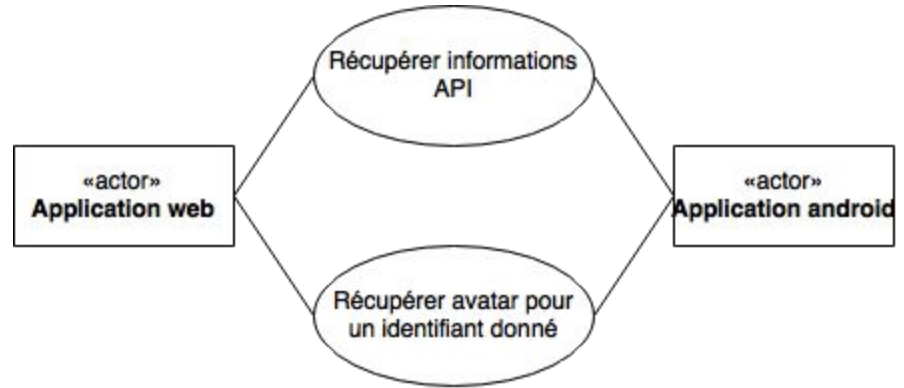 Récupérer informations
API
«actor»
Application web
«actor»
Application android
Récupérer avatar pour
un identifiant donné